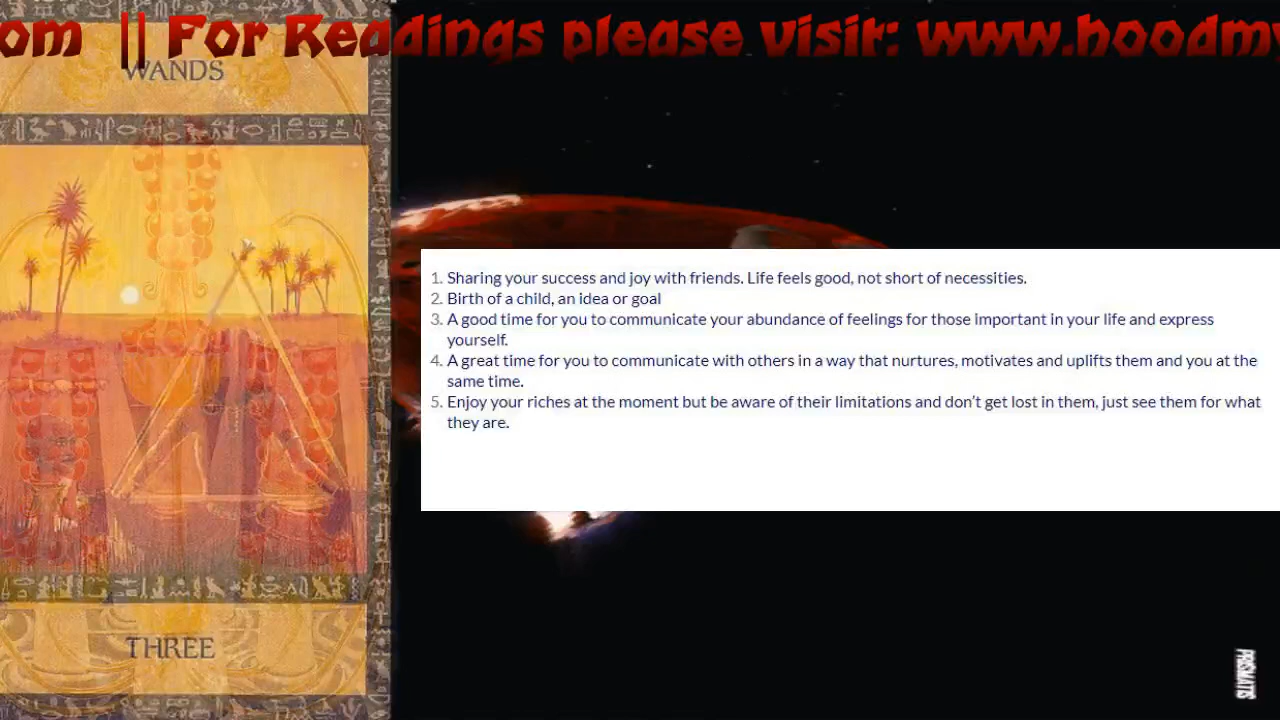 om || For Readings please visit: www.hoodmy
WANDS
1. Sharing your success and joy with friends. Life feels good, not short of necessities.
2. Birth of a child, an idea or goal
3. A good time for you to communicate your abundance of feelings for those important in your life and express
yourself.
4. A great time for you to communicate with others in a way that nurtures, motivates and uplifts them and you at the
same time.
5. Enjoy your riches at the moment but be aware of their limitations and don’t get lost in them, just see them for what
they are.
THREE
PRISMATIS